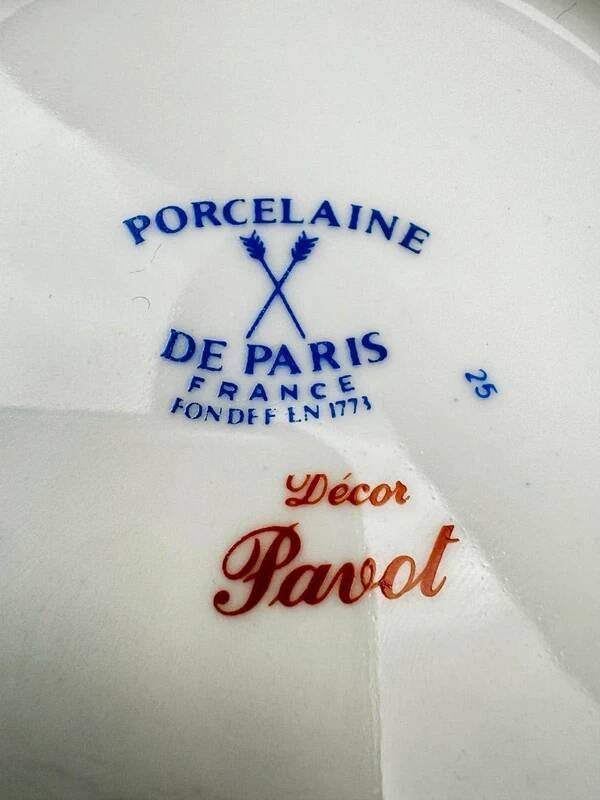 PORCELAINE
DE PARIS
FRANCE
FONDEE EN 1773
25
Décor
Pavot